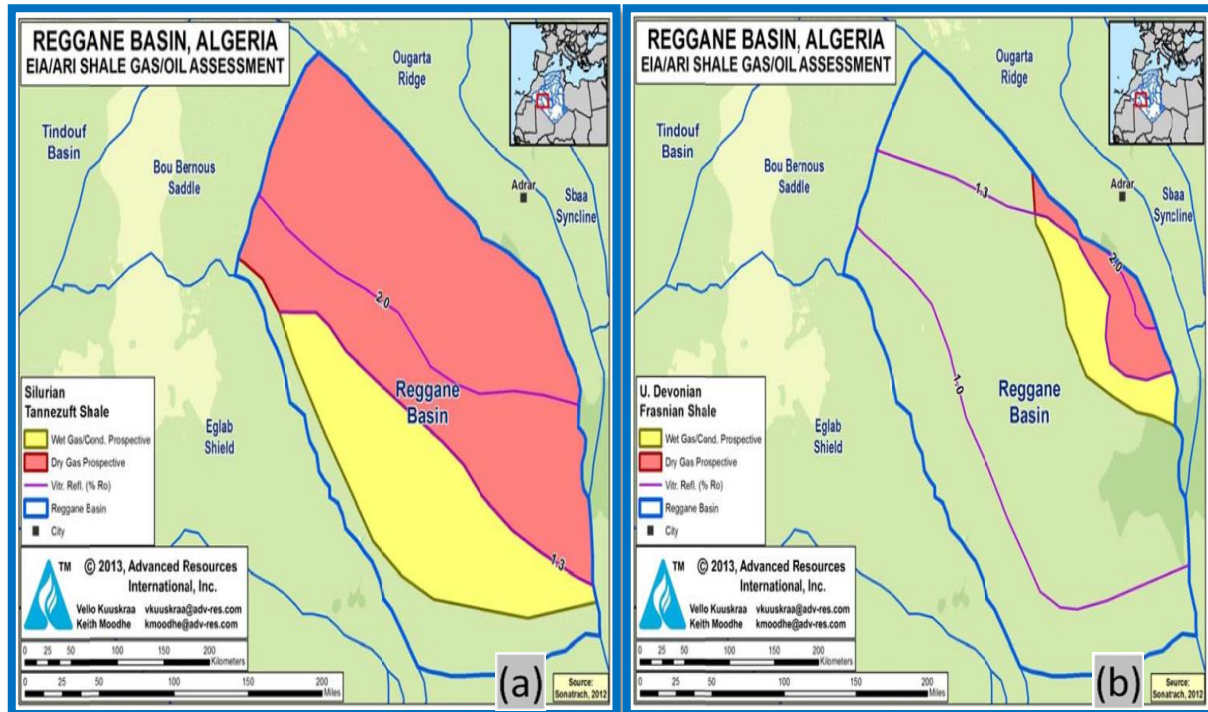 REGGANE BASIN, ALGERIA
EIA/ARI SHALE GAS/OIL ASSESSMENT
Ougarta
Ridge
Tindouf
Basin
Bou Bernous
Saddle
Adrar
Sbaa
Syncline
2.0
Reggane
Basin
Eglab
Shield
1.3
Silurian
Tannezuft Shale
Wet Gas/Cond. Prospective
Dry Gas Prospective
Vitr. Refl. (% Ro)
Reggane Easin
City
TM
© 2013, Advanced Resources
International, Inc.
Vello Kuuskraa vkuuskraa@adv-res.com
Keith Moodhe kmoodhe@adv-res.com
0 25 50 100 150 200
Kilometers
0 25 50 100 150 200
Miles
(a)
Source:
Sonatrach, 2012
REGGANE BASIN, ALGERIA
EIA/ARI SHALE GAS/OIL ASSESSMENT
Ougarta
Ridge
Tindouf
Basin
Bou Bernous
Saddle
1.3
Adrar
Sbaa
Syncline
2.0
1.0
Reggane
Basin
Eglab
Shield
U. Devonian
Frasnian Shale
Wet Gas/Cond. Prospective
Dry Gas Prospective
Vitr. Refl. (% Ro)
Reggane Basin
City
TM
© 2013, Advanced Resources
International, Inc.
Vello Kuuskraa vkuuskraa@adv-res.com
Keith Moodhe kmoodhe@adv-res.com
0 25 50 100 150 200
Kilometers
0 25 50 100 150 200
Miles
(b)
Source:
Sonatrach, 2012